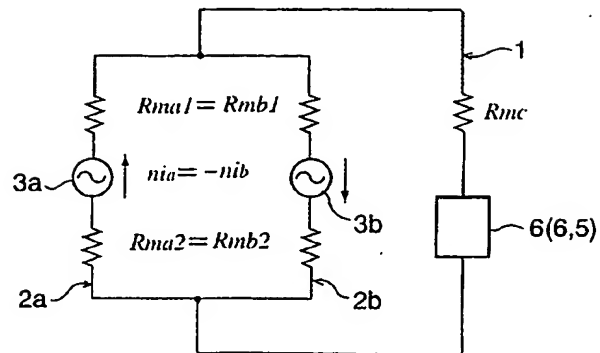 1
Rma1=Rmb1
Rmc
3a
nia=-nib
3b
Rma2=Rmb2
6(6,5)
2a
2b